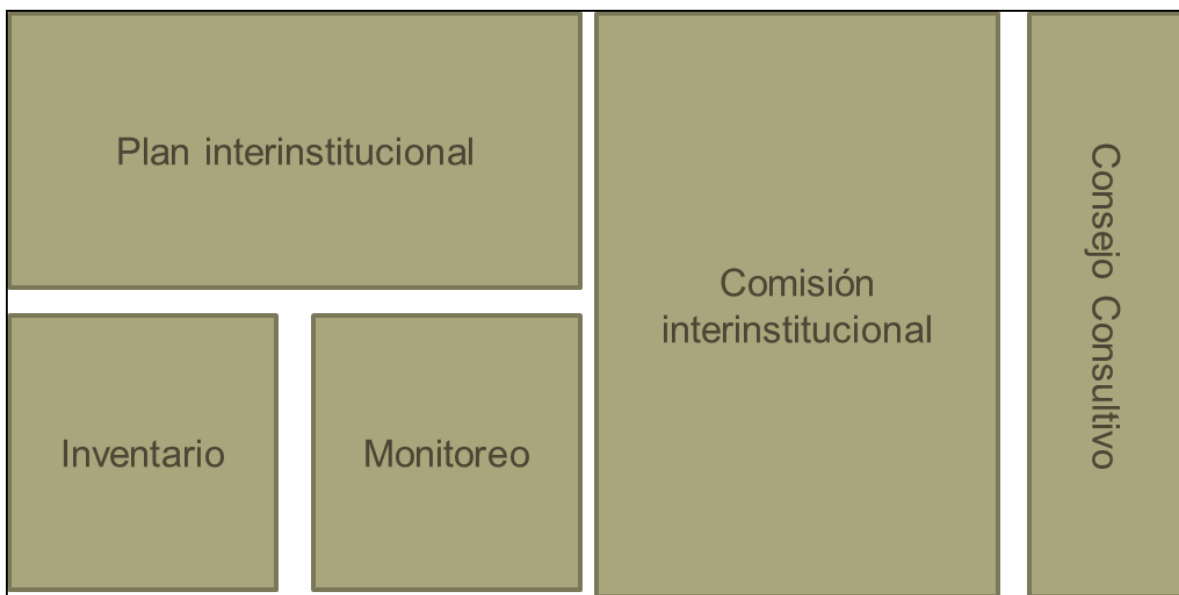 Plan interinstitucional
Inventario
Monitoreo
Comisión
interinstitucional
Consejo Consultivo